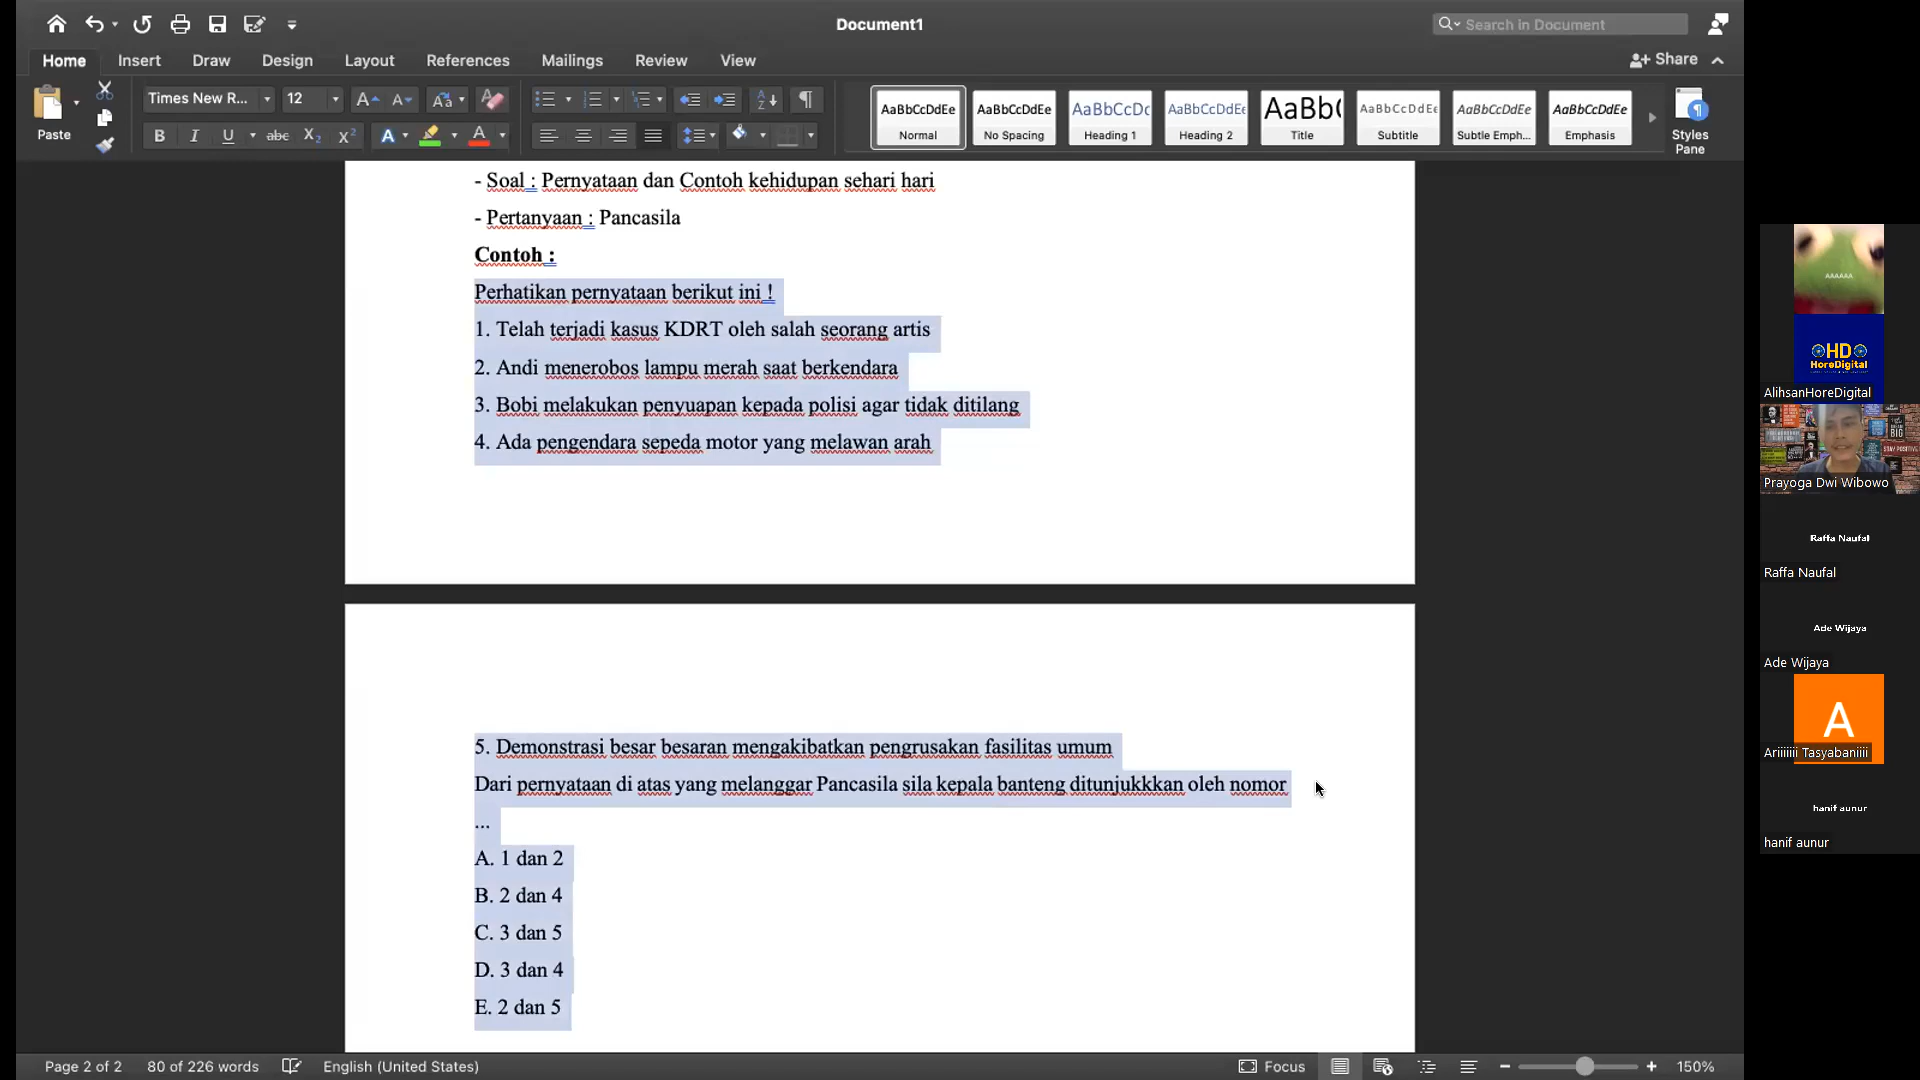 Document1
Search in Document
Home
Insert
Draw
Design
Layout
References
Mailings
Review
View
Share
Paste
Times New R...
12
AaBbCcDdEe
Normal
AaBbCcDdEe
No Spacing
AaBbCcDc
Heading 1
AaBbCcDdEe
Heading 2
AaBb(
Title
AaBbCcDdEe
Subtitle
AaBbCcDdEe
Subtle Emph...
AaBbCcDdEe
Emphasis
Styles
Pane
- Soal : Pernyataan dan Contoh kehidupan sehari hari
- Pertanyaan : Pancasila
Contoh :
Perhatikan pernyataan berikut ini !
1. Telah terjadi kasus KDRT oleh salah seorang artis
2. Andi menerobos lampu merah saat berkendara
3. Bobi melakukan penyuapan kepada polisi agar tidak ditilang
4. Ada pengendara sepeda motor yang melawan arah
5. Demonstrasi besar besaran mengakibatkan pengrusakan fasilitas umum
Dari pernyataan di atas yang melanggar Pancasila sila kepala banteng ditunjukkkan oleh nomor
...
A. 1 dan 2
B. 2 dan 4
C. 3 dan 5
D. 3 dan 4
E. 2 dan 5
Page 2 of 2
80 of 226 words
English (United States)
Focus
150%
AAAAAA
HD
HoreDigital
AlihsanHoreDigital
Prayoga Dwi Wibowo
Raffa Naufal
Raffa Naufal
Ade Wijaya
Ade Wijaya
A
Ariiiiiii Tasyabaniiii
hanif aunur
hanif aunur